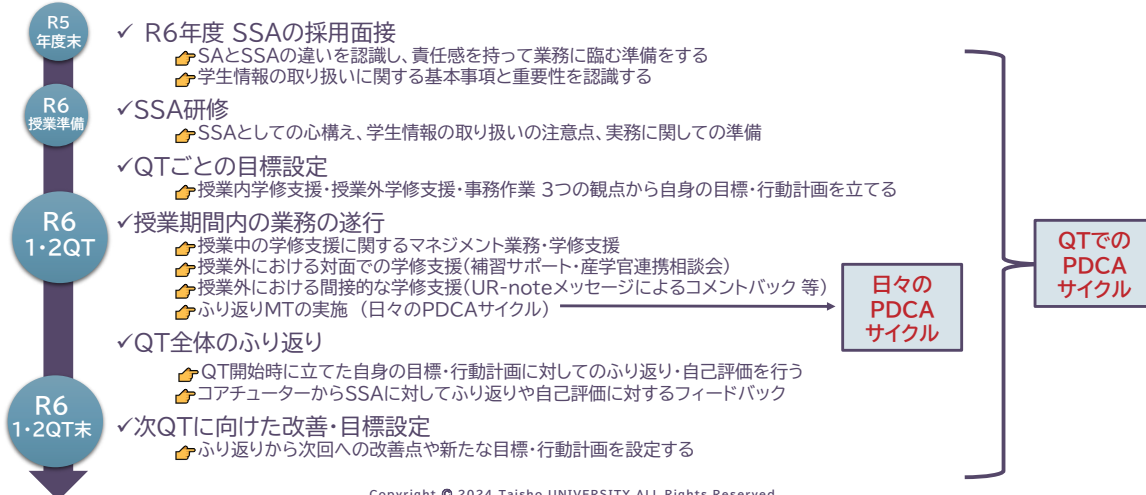 R5
年度末
✓ R6年度 SSAの採用面接
👉SAとSSAの違いを認識し、責任感を持って業務に臨む準備をする
👉学生情報の取り扱いに関する基本事項と重要性を認識する
R6
授業準備
✓SSA研修
👉SSAとしての心構え、学生情報の取り扱いの注意点、実務に関しての準備
✓QTごとの目標設定
👉授業内学修支援・授業外学修支援・事務作業 3つの観点から自身の目標・行動計画を立てる
R6
1・2QT
✓授業期間内の業務の遂行
👉授業中の学修支援に関するマネジメント業務・学修支援
👉授業外における対面での学修支援(補習サポート・産学官連携相談会)
👉授業外における間接的な学修支援(UR-noteメッセージによるコメントバック 等)
👉ふり返りMTの実施 (日々のPDCAサイクル)
日々の
PDCA
サイクル
QTでの
PDCA
サイクル
✓QT全体のふり返り
👉QT開始時に立てた自身の目標・行動計画に対してのふり返り・自己評価を行う
👉コアチューターからSSAに対してふり返りや自己評価に対するフィードバック
R6
1・2QT末
✓次QTに向けた改善・目標設定
👉ふり返りから次回への改善点や新たな目標・行動計画を設定する
Copyright © 2024 Taisho UNIVERSITY ALL Rights Reserved